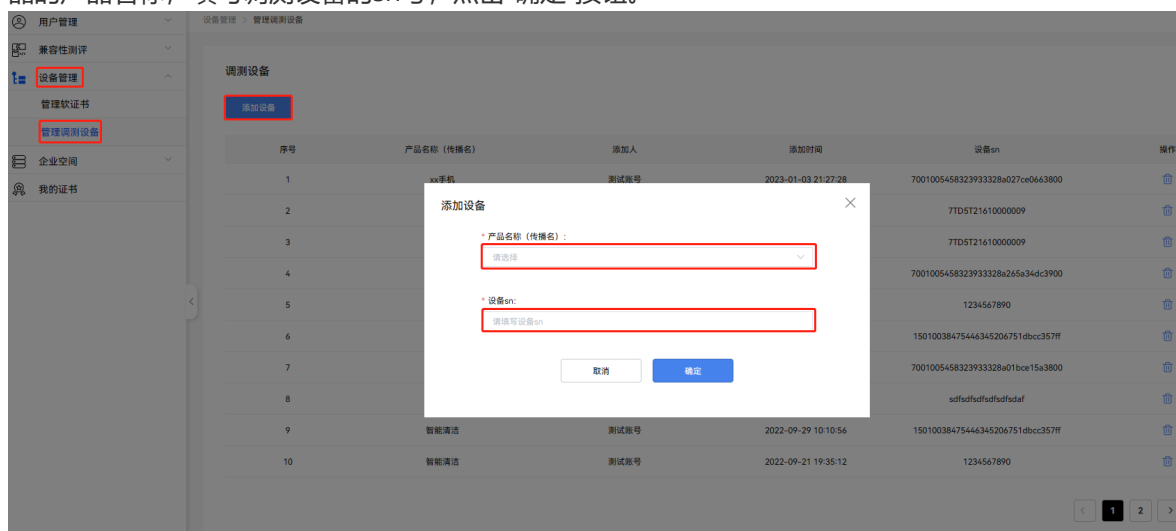 品的产品名称，填写调测设备的sn号，点击“确定”按钮。
用户管理
设备管理 > 管理调测设备
兼容性测评
设备管理
管理软证书
管理调测设备
企业空间
我的证书
调测设备
添加设备
序号 产品名称（传播名） 添加人 添加时间 设备sn 操作
1 xx手机 测试账号 2023-01-03 21:27:28 7001005458323933328a027ce0663800
2 7TD5T21610000009
3 7TD5T21610000009
4 7001005458323933328a265a34dc3900
5 1234567890
6 15010038475446345206751dbcc357ff
7 7001005458323933328a01bce15a3800
8 sdfsdfsdfsdfsdfsdaf
9 智能清洁 测试账号 2022-09-29 10:10:56 15010038475446345206751dbcc357ff
10 智能清洁 测试账号 2022-09-21 19:35:12 1234567890
添加设备
* 产品名称（传播名）:
请选择
* 设备sn:
请填写设备sn
取消 确定
1 2